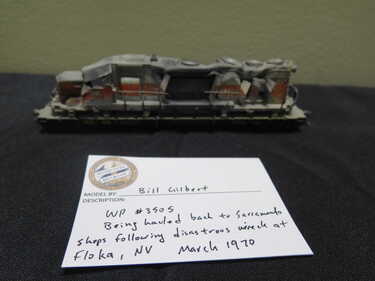 MODEL BY: Bill Gilbert
DESCRIPTION:
WP #3505
Being hauled back to Sacramento
shops following disastrous wreck at
Floka, NV March 1970